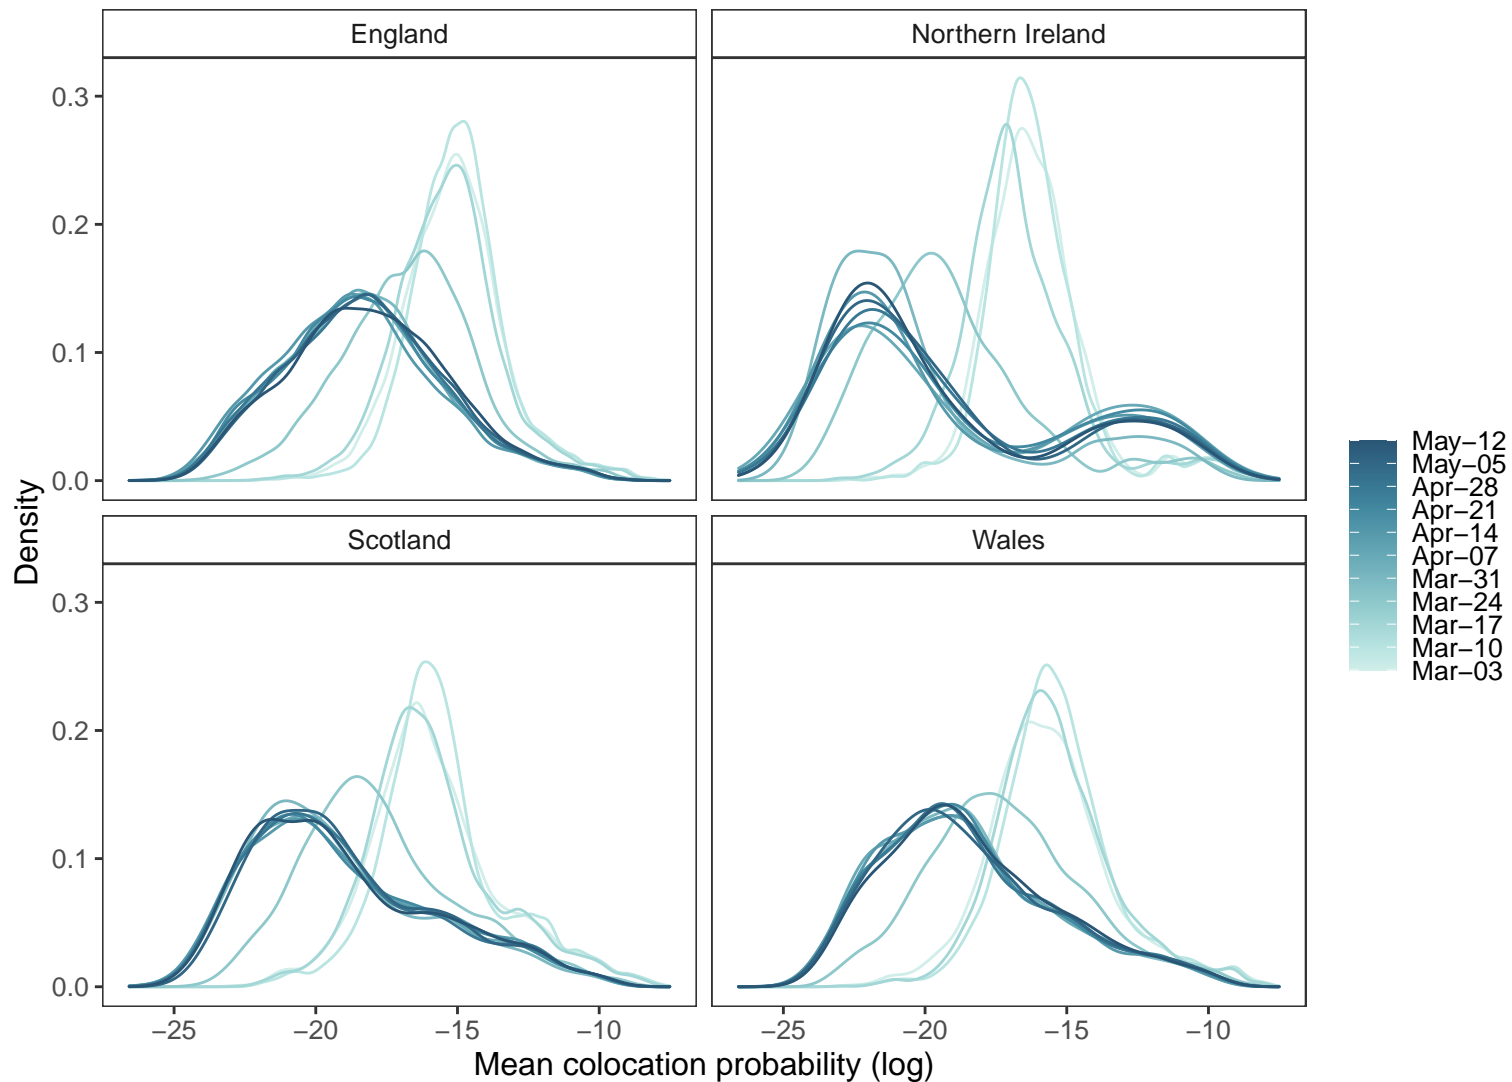 England
Northern Ireland
0.3
0.2
0.1
0.0
Scotland
Wales
0.3
0.2
0.1
0.0
Density
−25
−20
−15
−10
−25
−20
−15
−10
Mean colocation probability (log)
May−12
May−05
Apr−28
Apr−21
Apr−14
Apr−07
Mar−31
Mar−24
Mar−17
Mar−10
Mar−03